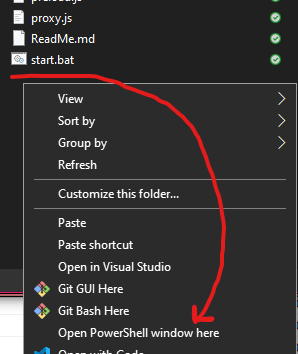 proxy.js
ReadMe.md
start.bat
View
Sort by
Group by
Refresh
Customize this folder...
Paste
Paste shortcut
Open in Visual Studio
Git GUI Here
Git Bash Here
Open PowerShell window here
Open with Code